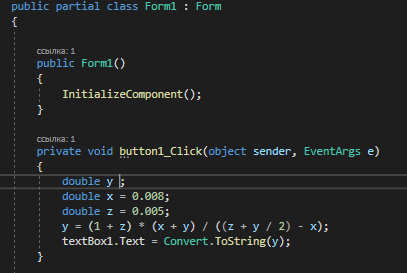 public partial class Form1 : Form
{
ссылка: 1
public Form1()
{
InitializeComponent();
}
ссылка: 1
private void button1_Click(object sender, EventArgs e)
{
double y ;
double x = 0.008;
double z = 0.005;
y = (1 + z) * (x + y) / ((z + y / 2) - x);
textBox1.Text = Convert.ToString(y);
}